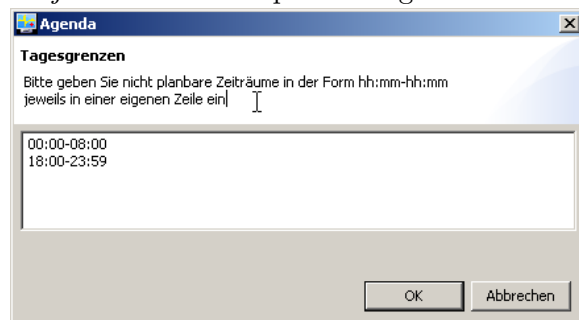 Agenda
Tagesgrenzen
Bitte geben Sie nicht planbare Zeiträume in der Form hh:mm-hh:mm
jeweils in einer eigenen Zeile ein
00:00-08:00
18:00-23:59
OK
Abbrechen